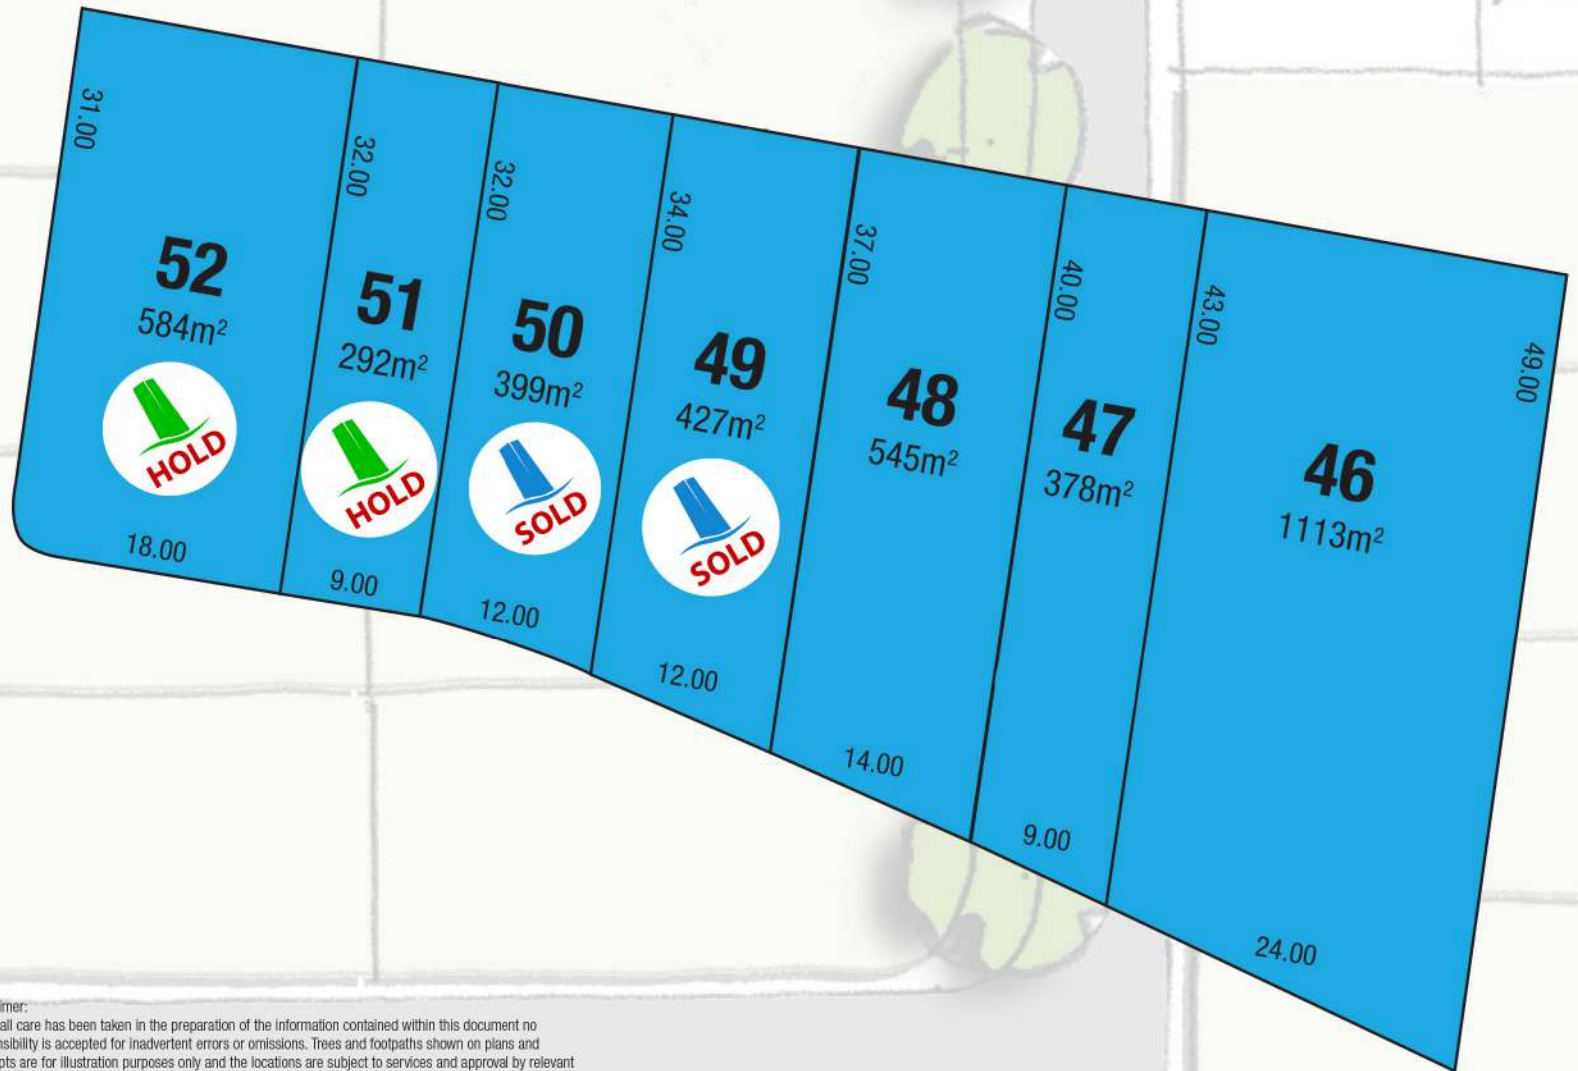 31.00
52
584m²
HOLD
18.00
32.00
51
292m²
HOLD
9.00
32.00
50
399m²
SOLD
12.00
34.00
49
427m²
SOLD
12.00
37.00
48
545m²
14.00
40.00
47
378m²
9.00
43.00
46
1113m²
24.00
49.00
imer:
all care has been taken in the preparation of the information contained within this document no
nsibility is accepted for inadvertent errors or omissions. Trees and footpaths shown on plans and
pts are for illustration purposes only and the locations are subject to services and approval by relevant